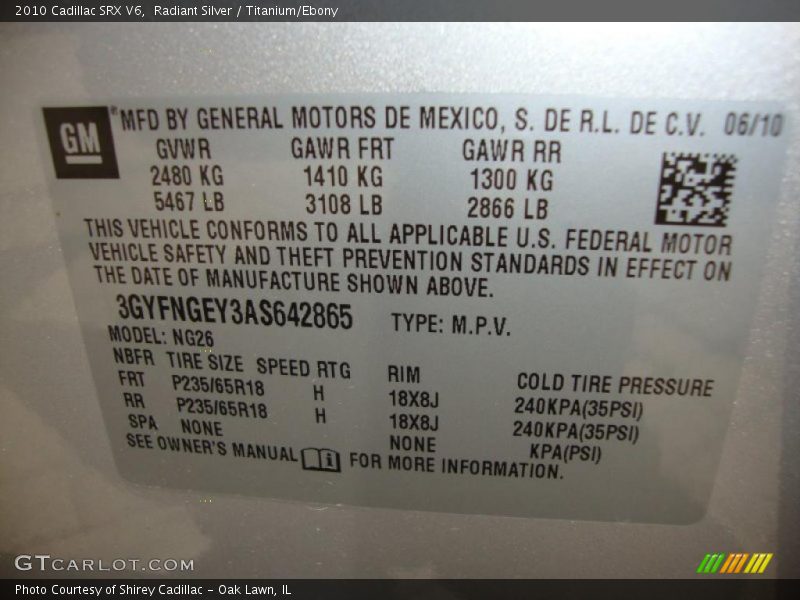 2010 Cadillac SRX V6, Radiant Silver / Titanium/Ebony
GM
MFD BY GENERAL MOTORS DE MEXICO, S. DE R.L. DE C.V. 06/10
GVWR GAWR FRT GAWR RR
2480 KG 1410 KG 1300 KG
5467 LB 3108 LB 2866 LB
THIS VEHICLE CONFORMS TO ALL APPLICABLE U.S. FEDERAL MOTOR
VEHICLE SAFETY AND THEFT PREVENTION STANDARDS IN EFFECT ON
THE DATE OF MANUFACTURE SHOWN ABOVE.
3GYFNGEY3AS642865 TYPE: M.P.V.
MODEL: NG26
NBFR TIRE SIZE SPEED RTG RIM COLD TIRE PRESSURE
FRT P235/65R18 H 18X8J 240KPA(35PSI)
RR P235/65R18 H 18X8J 240KPA(35PSI)
SPA NONE NONE KPA(PSI)
SEE OWNER'S MANUAL i FOR MORE INFORMATION.
GTCARLOT.COM
Photo Courtesy of Shirey Cadillac - Oak Lawn, IL